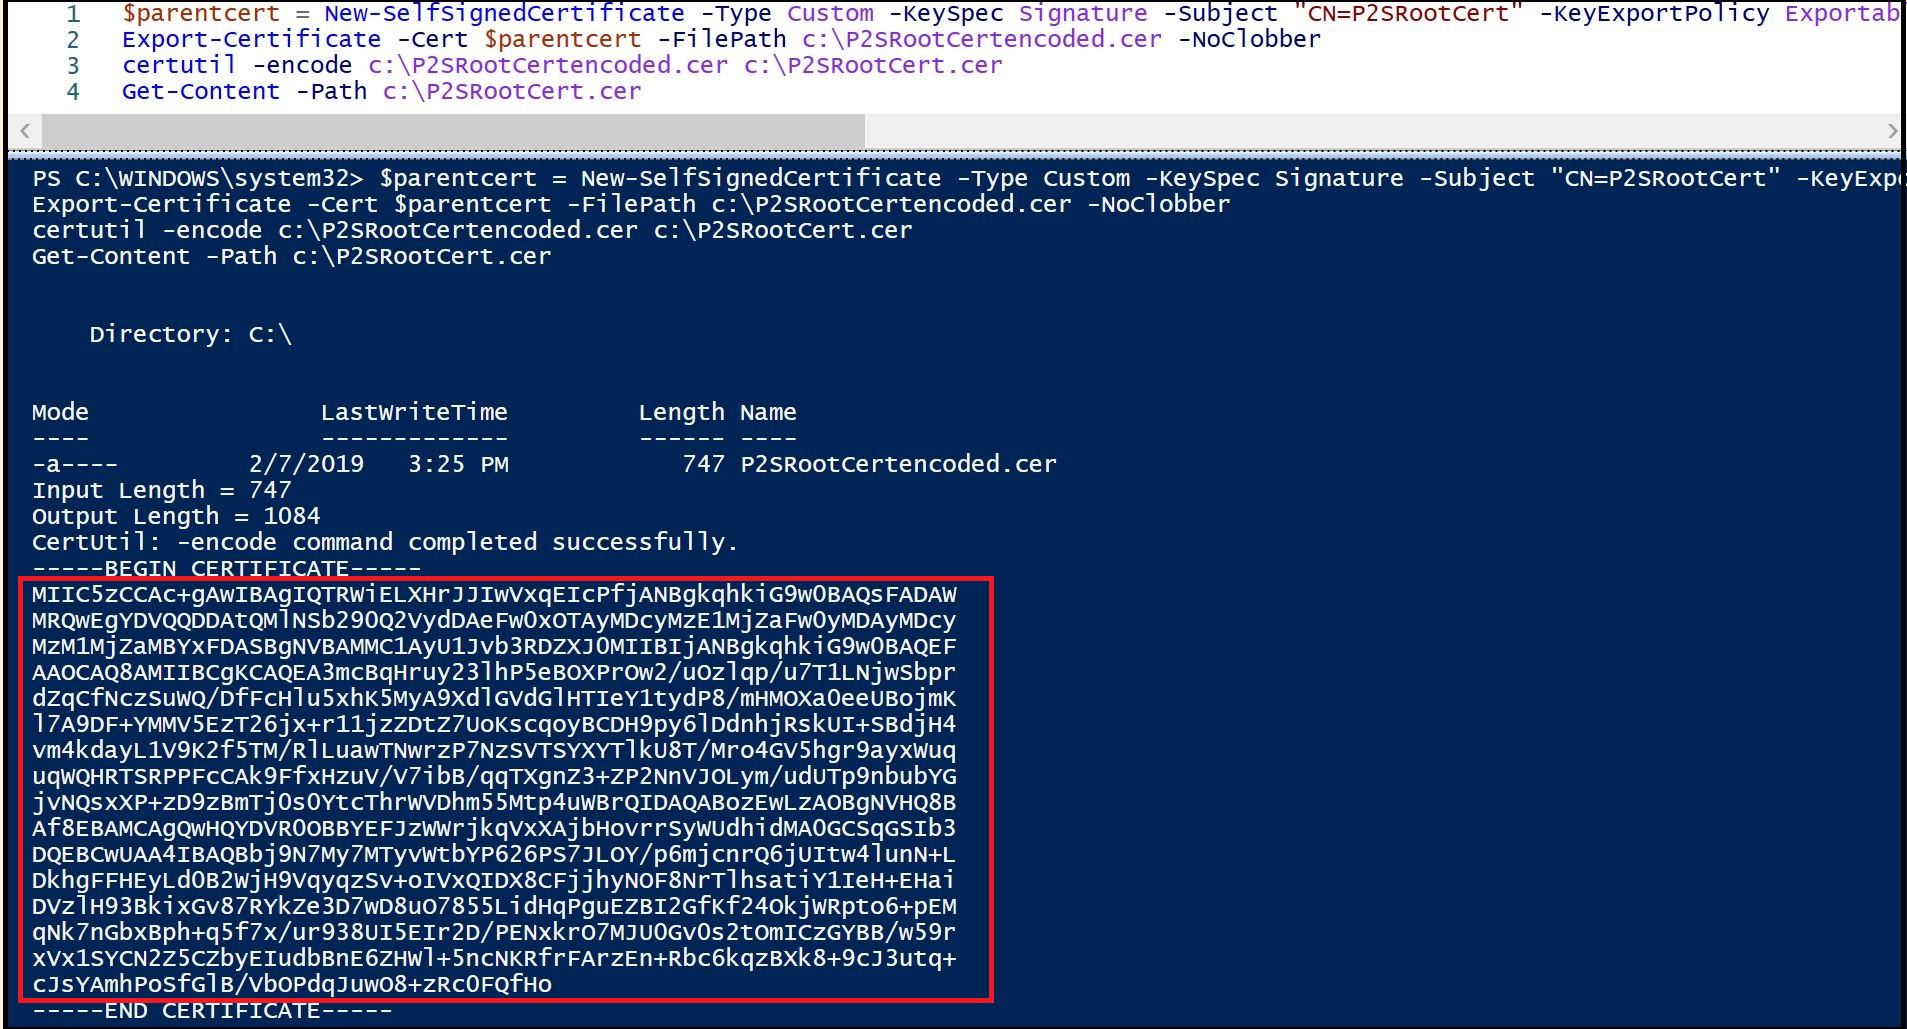 1 $parentcert = New-SelfSignedCertificate -Type Custom -KeySpec Signature -Subject "CN=P2SRootCert" -KeyExportPolicy Exportab
2 Export-Certificate -Cert $parentcert -FilePath c:\P2SRootCertencoded.cer -NoClobber
3 certutil -encode c:\P2SRootCertencoded.cer c:\P2SRootCert.cer
4 Get-Content -Path c:\P2SRootCert.cer
PS C:\WINDOWS\system32> $parentcert = New-SelfSignedCertificate -Type Custom -KeySpec Signature -Subject "CN=P2SRootCert" -KeyExpo
Export-Certificate -Cert $parentcert -FilePath c:\P2SRootCertencoded.cer -NoClobber
certutil -encode c:\P2SRootCertencoded.cer c:\P2SRootCert.cer
Get-Content -Path c:\P2SRootCert.cer
Directory: C:\
Mode LastWriteTime Length Name
---- ------------- ------ ----
-a---- 2/7/2019 3:25 PM 747 P2SRootCertencoded.cer
Input Length = 747
Output Length = 1084
CertUtil: -encode command completed successfully.
-----BEGIN CERTIFICATE-----
MIIC5zCCAc+gAwIBAgIQTRWiELXHrJJIwVxqEIcPfjANBgkqhkiG9w0BAQsFADAW
MRQwEgYDVQQDDAtQMlNSb290Q2VydDAeFw0xOTAyMDcyMzE1MjZaFw0yMDAyMDcy
MzM1MjZaMBYxFDASBgNVBAMMC1AyU1Jvb3RDZXJ0MIIBIjANBgkqhkiG9w0BAQEF
AAOCAQ8AMIIBCgKCAQEA3mcBqHruy23lhP5eBOXPrOw2/uOzlqp/u7T1LNjwSbpr
dZqCfNczSuWQ/DfFcHlu5xhK5MyA9XdlGVdGlHTIeY1tydP8/mHMOXa0eeUBojmK
l7A9DF+YMMV5EzT26jx+r11jzZDtZ7UoKscqoyBCDH9py6lDdnhjRskUI+SBdjH4
vm4kdayL1V9K2f5TM/RlLuawTNwrzP7NzSVTSYXYTlkU8T/Mro4GV5hgr9ayxWuq
uqWQHRTSRPPFcCAk9FfxHzuV/V7ibB/qqTXgnZ3+ZP2NnVJOLym/udUTp9nbubYG
jvNQsxXP+zD9zBmTj0s0YtcThrWVDhm55Mtp4uWBrQIDAQABozEwLzAOBgNVHQ8B
Af8EBAMCAgQwHQYDVR0OBBYEFJzWWrjkqVxXAjbHovrrSyWUdhidMA0GCSqGSIb3
DQEBCwUAA4IBAQBbj9N7My7MTyvWtbYP626PS7JLOY/p6mjcnrQ6jUItw4lunN+L
DkhgFFHEyLd0B2WjH9VqyqzSv+oIVxQIDX8CFjjhyNOF8NrTlhsatiY1IeH+EHai
DVzlH93BkixGv87RYkZe3D7wD8uO7855LidHqPguEZBI2GfKf24OkjWRpto6+pEM
qNk7nGbxBph+q5f7x/ur938UI5EIr2D/PENxkrO7MJU0Gv0s2tOmICzGYBB/w59r
xVx1SYCN2Z5CZbyEIudbBnE6ZHWl+5ncNKRfrFArzEn+Rbc6kqzBXk8+9cJ3utq+
cJsYAmhPoSfGlB/VbOPdqJuwO8+zRc0FQfHo
-----END CERTIFICATE-----